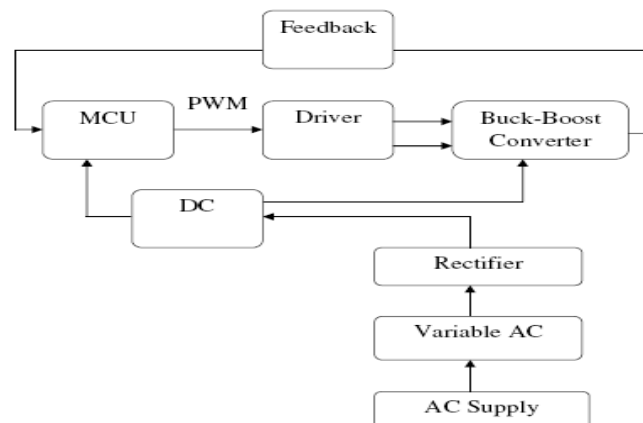 Feedback
MCU
PWM
Driver
Buck-Boost
Converter
DC
Rectifier
Variable AC
AC Supply